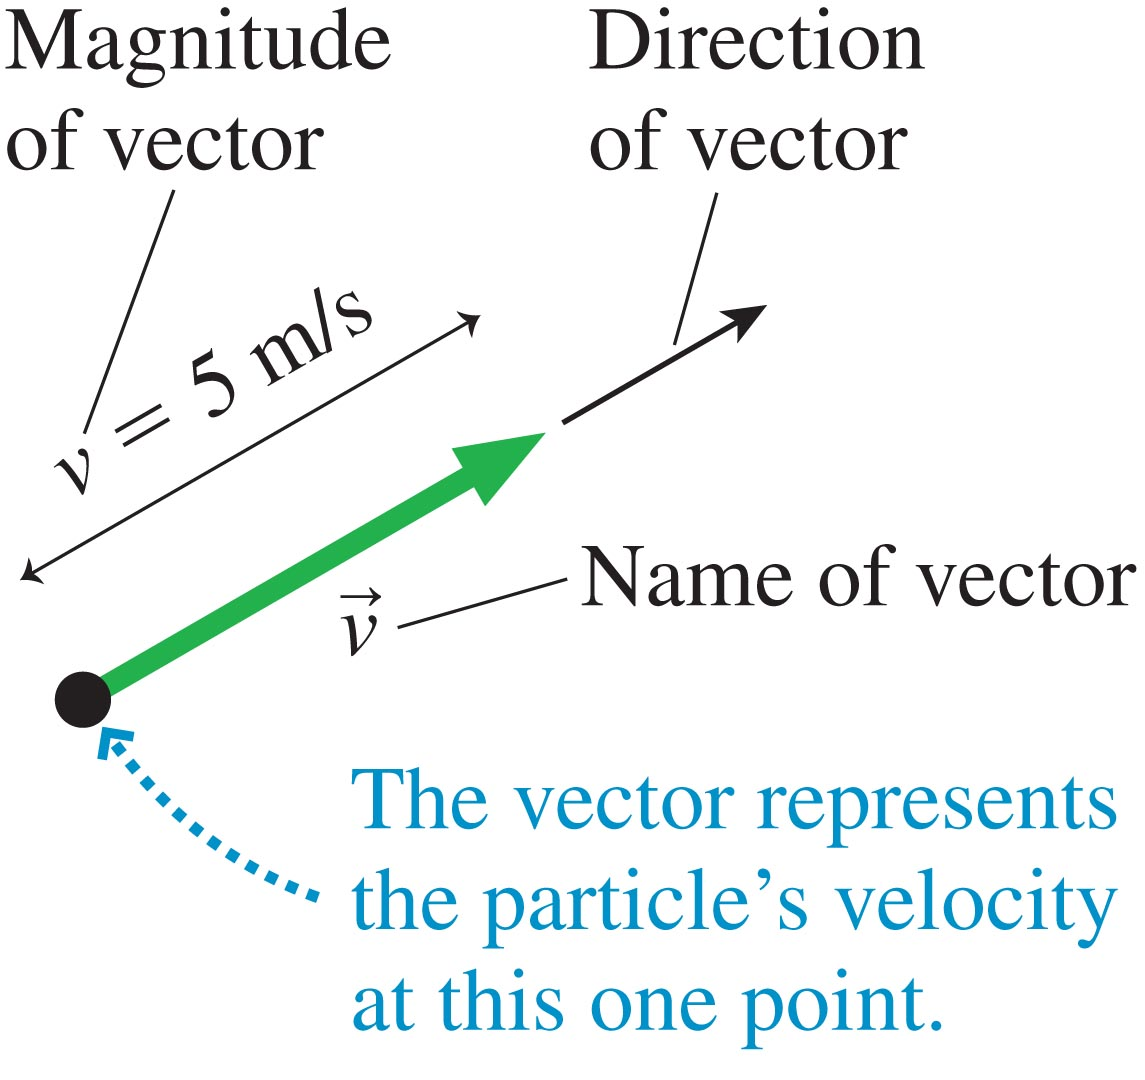 Magnitude
of vector
Direction
of vector
v = 5 m/s
v⃗
Name of vector
The vector represents
the particle’s velocity
at this one point.